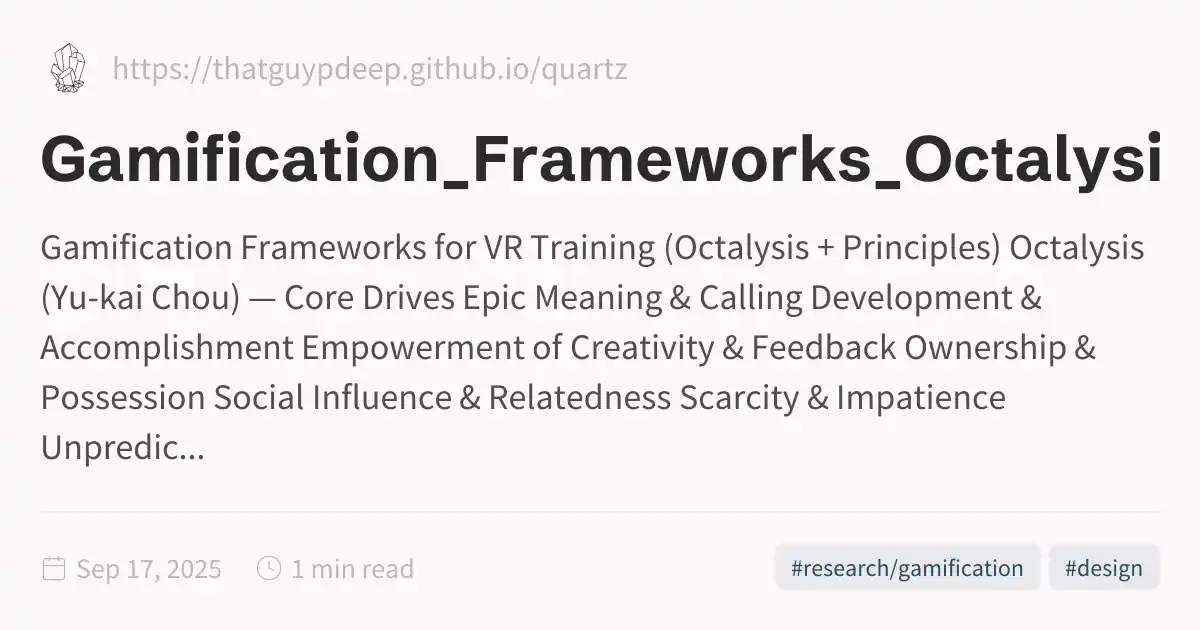 https://thatguypdeep.github.io/quartz
Gamification_Frameworks_Octalysi
Gamification Frameworks for VR Training (Octalysis + Principles) Octalysis
(Yu-kai Chou) — Core Drives Epic Meaning & Calling Development &
Accomplishment Empowerment of Creativity & Feedback Ownership &
Possession Social Influence & Relatedness Scarcity & Impatience
Unpredic...
Sep 17, 2025 1 min read #research/gamification #design